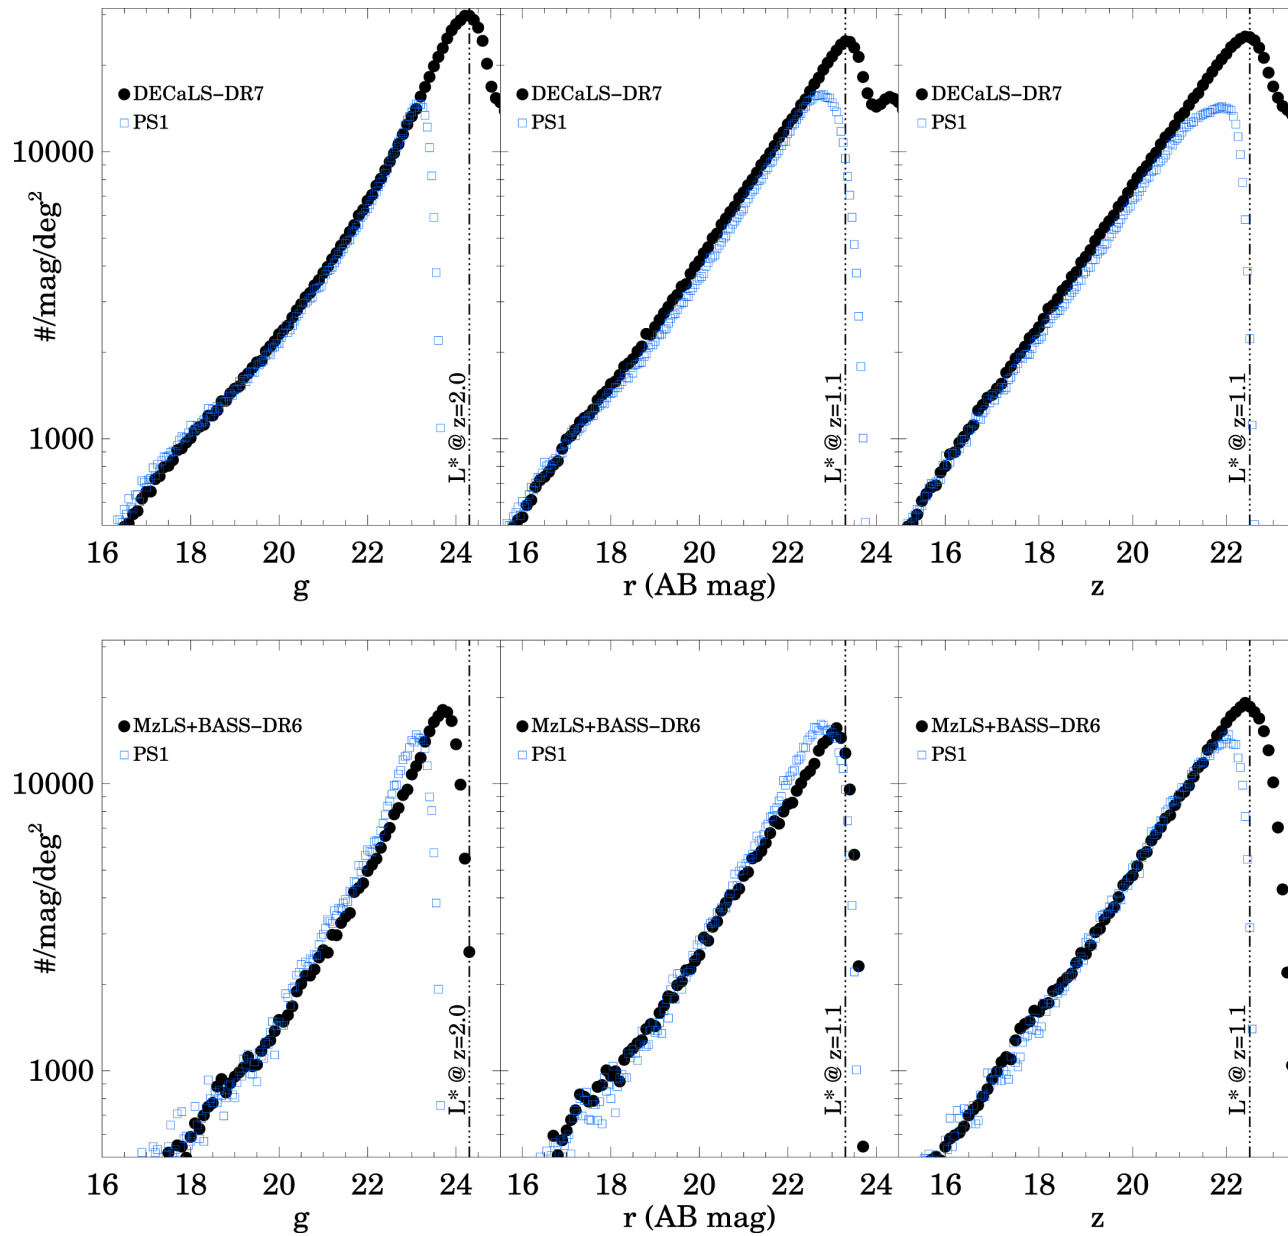 DECaLS−DR7
PS1
DECaLS−DR7
PS1
DECaLS−DR7
PS1
10000
1000
#/mag/deg²
L* @ z=2.0
L* @ z=1.1
L* @ z=1.1
16 18 20 22 24
16 18 20 22 24
16 18 20 22
g
r (AB mag)
z
MzLS+BASS−DR6
PS1
MzLS+BASS−DR6
PS1
MzLS+BASS−DR6
PS1
10000
1000
#/mag/deg²
L* @ z=2.0
L* @ z=1.1
L* @ z=1.1
16 18 20 22 24
16 18 20 22 24
16 18 20 22
g
r (AB mag)
z